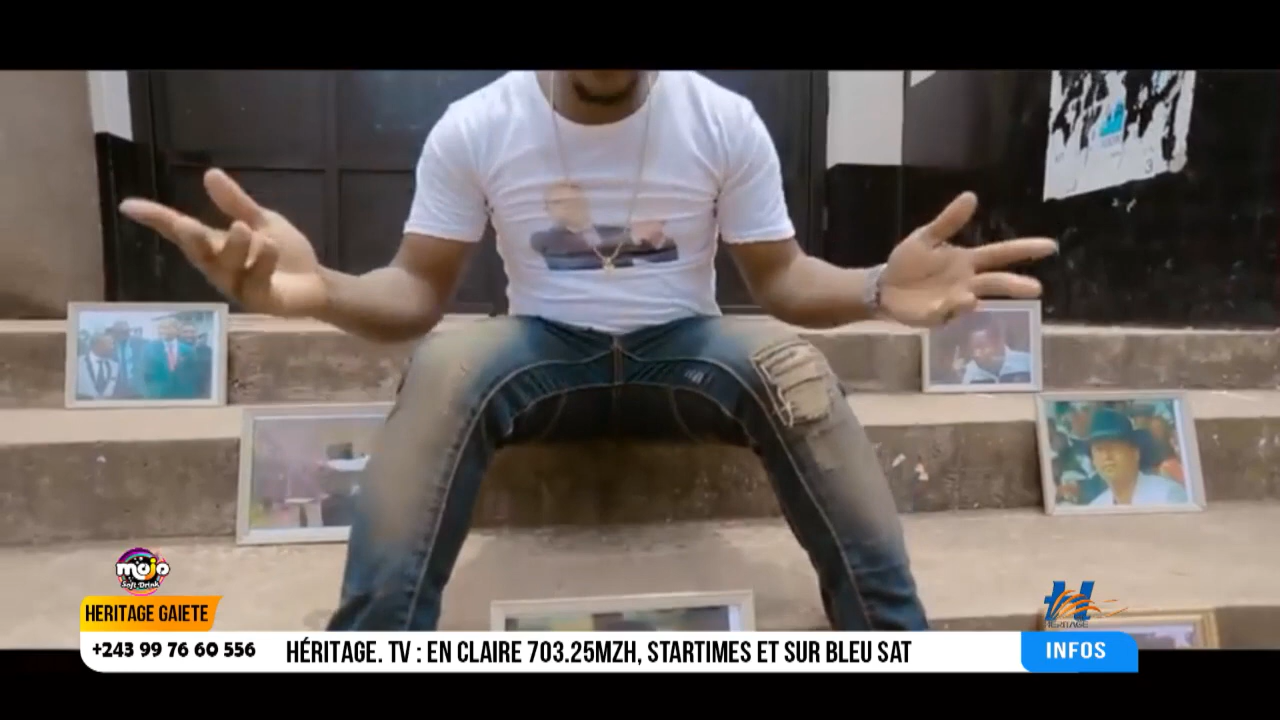 mojo
Soft Drink
HERITAGE GAIETE
+243 99 76 60 556
HÉRITAGE. TV : EN CLAIRE 703.25MZH, STARTIMES ET SUR BLEU SAT
H
HERITAGE
INFOS